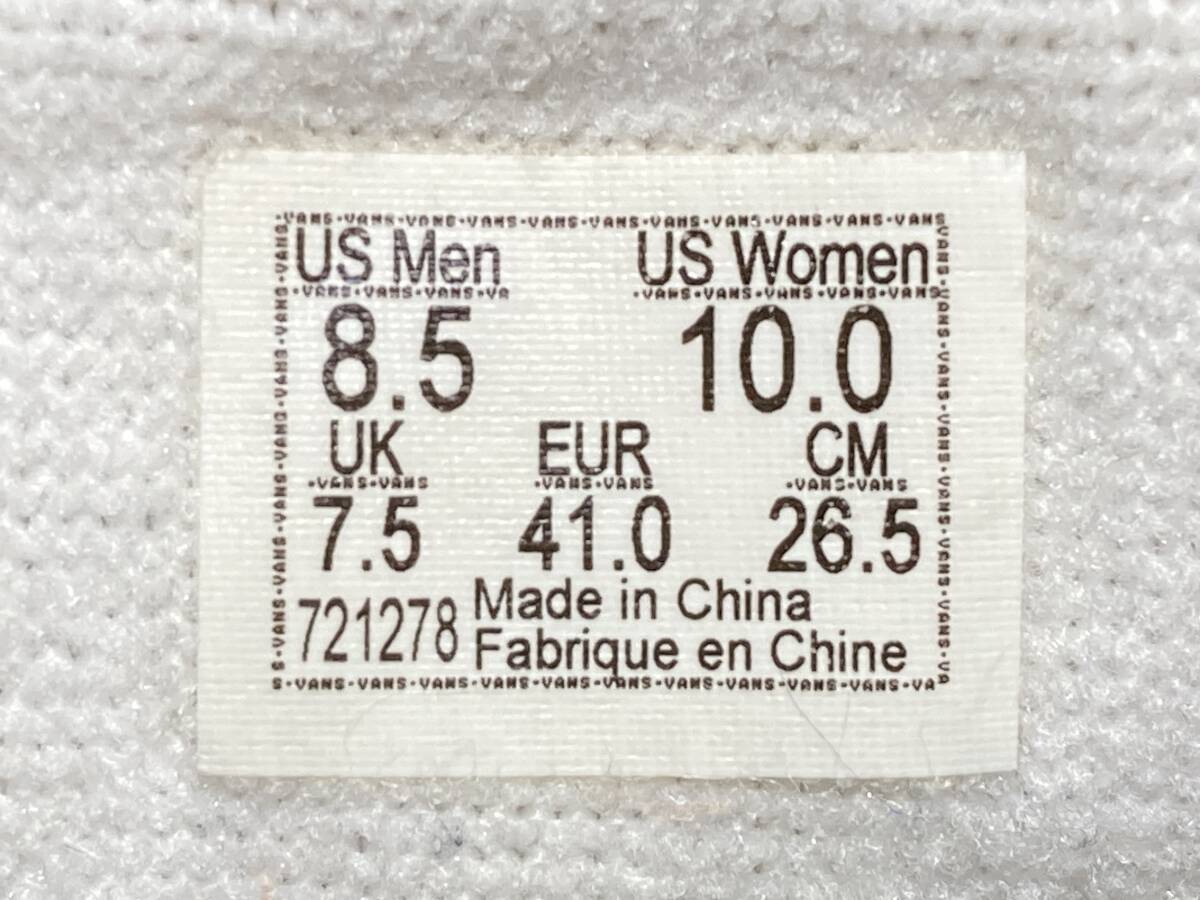 ·VANS·VANS·VANS·VANS·VANS·VANS·VANS·VANS·VANS·VANS·VANS
US Men US Women
·VANS·VANS·VANS·VA ·VANS·VANS·VANS·VANS·VANS
8.5 10.0
UK EUR CM
·VANS·VANS ·VANS·VANS ·VANS·VANS
7.5 41.0 26.5
721278 Made in China
Fabrique en Chine
S·VANS·VANS·VANS·VANS·VANS·VANS·VANS·VANS·VANS·VANS·VA